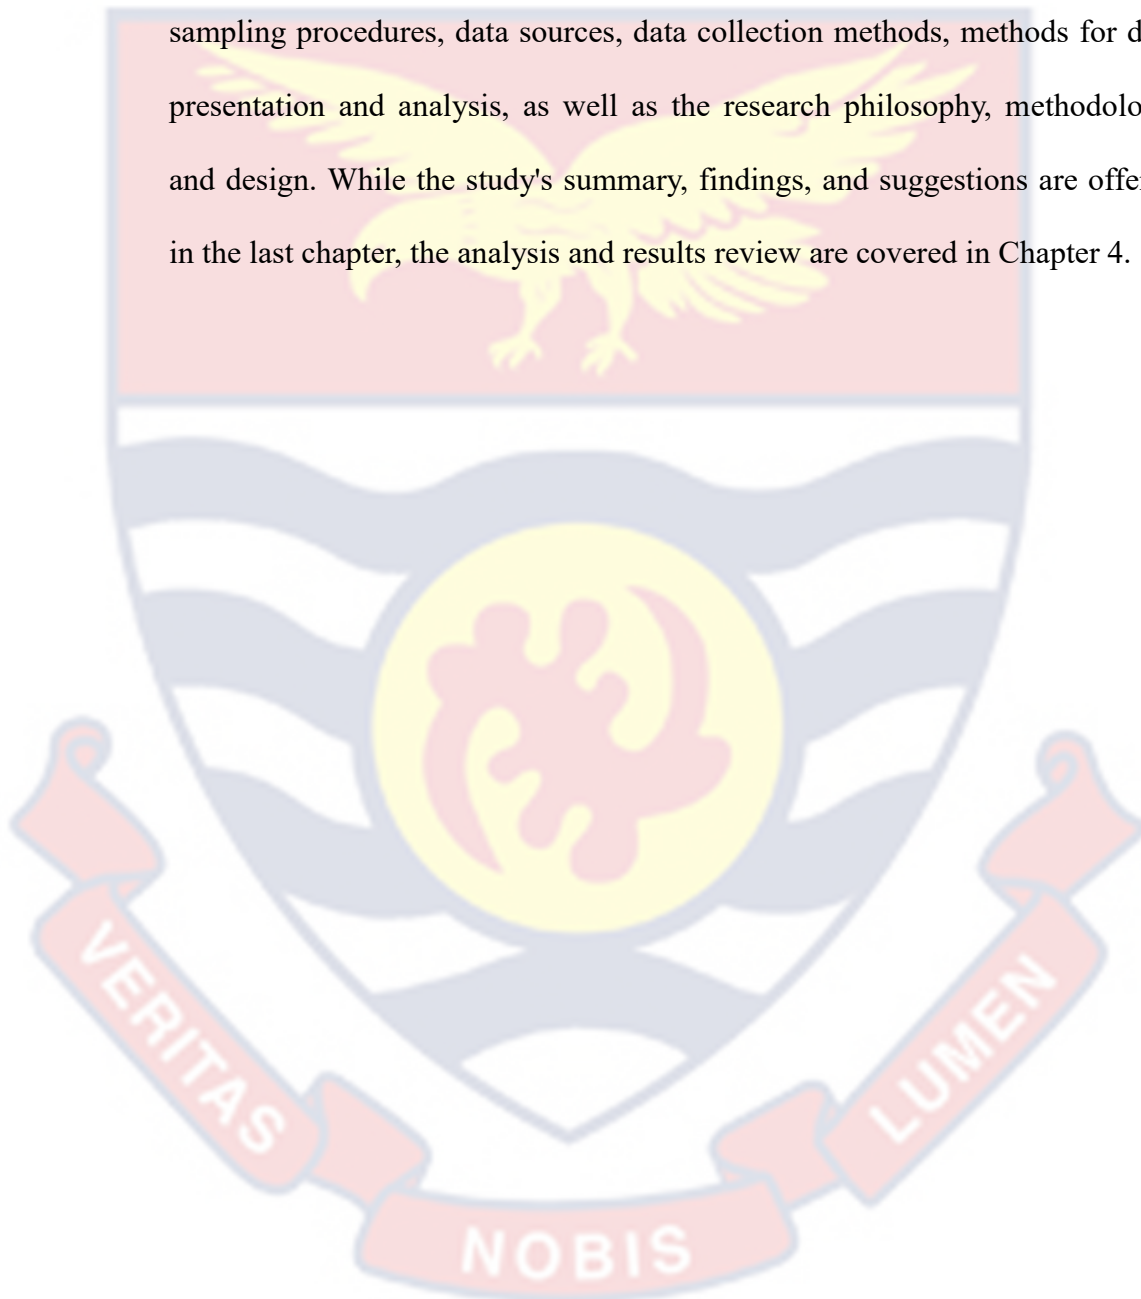 sampling procedures, data sources, data collection methods, methods for d
presentation and analysis, as well as the research philosophy, methodolo
and design. While the study's summary, findings, and suggestions are offe
in the last chapter, the analysis and results review are covered in Chapter 4.
VERITAS
NOBIS
LUMEN